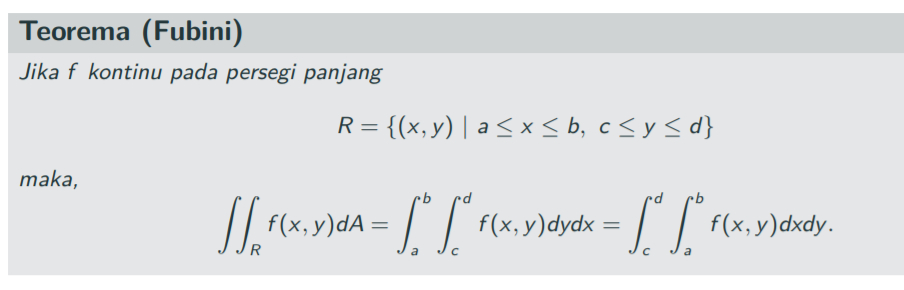 Teorema (Fubini)
Jika f kontinu pada persegi panjang
R = {(x, y) | a ≤ x ≤ b, c ≤ y ≤ d}
maka,
∬_R f(x, y)dA = ∫_a^b ∫_c^d f(x, y)dydx = ∫_c^d ∫_a^b f(x, y)dxdy.